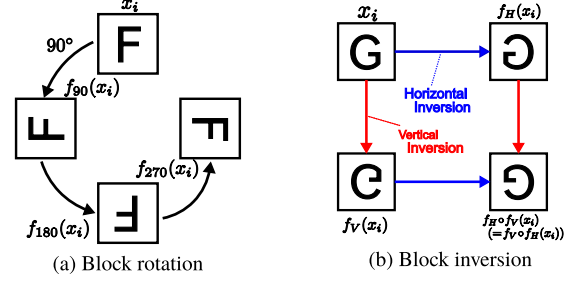 x_i
F
90°
f_90(x_i)
F
F
f_270(x_i)
F
f_180(x_i)
(a) Block rotation
x_i
f_H(x_i)
G
G
Horizontal
Inversion
Vertical
Inversion
G
G
f_V(x_i)
f_H∘f_V(x_i)
(=f_V∘f_H(x_i))
(b) Block inversion